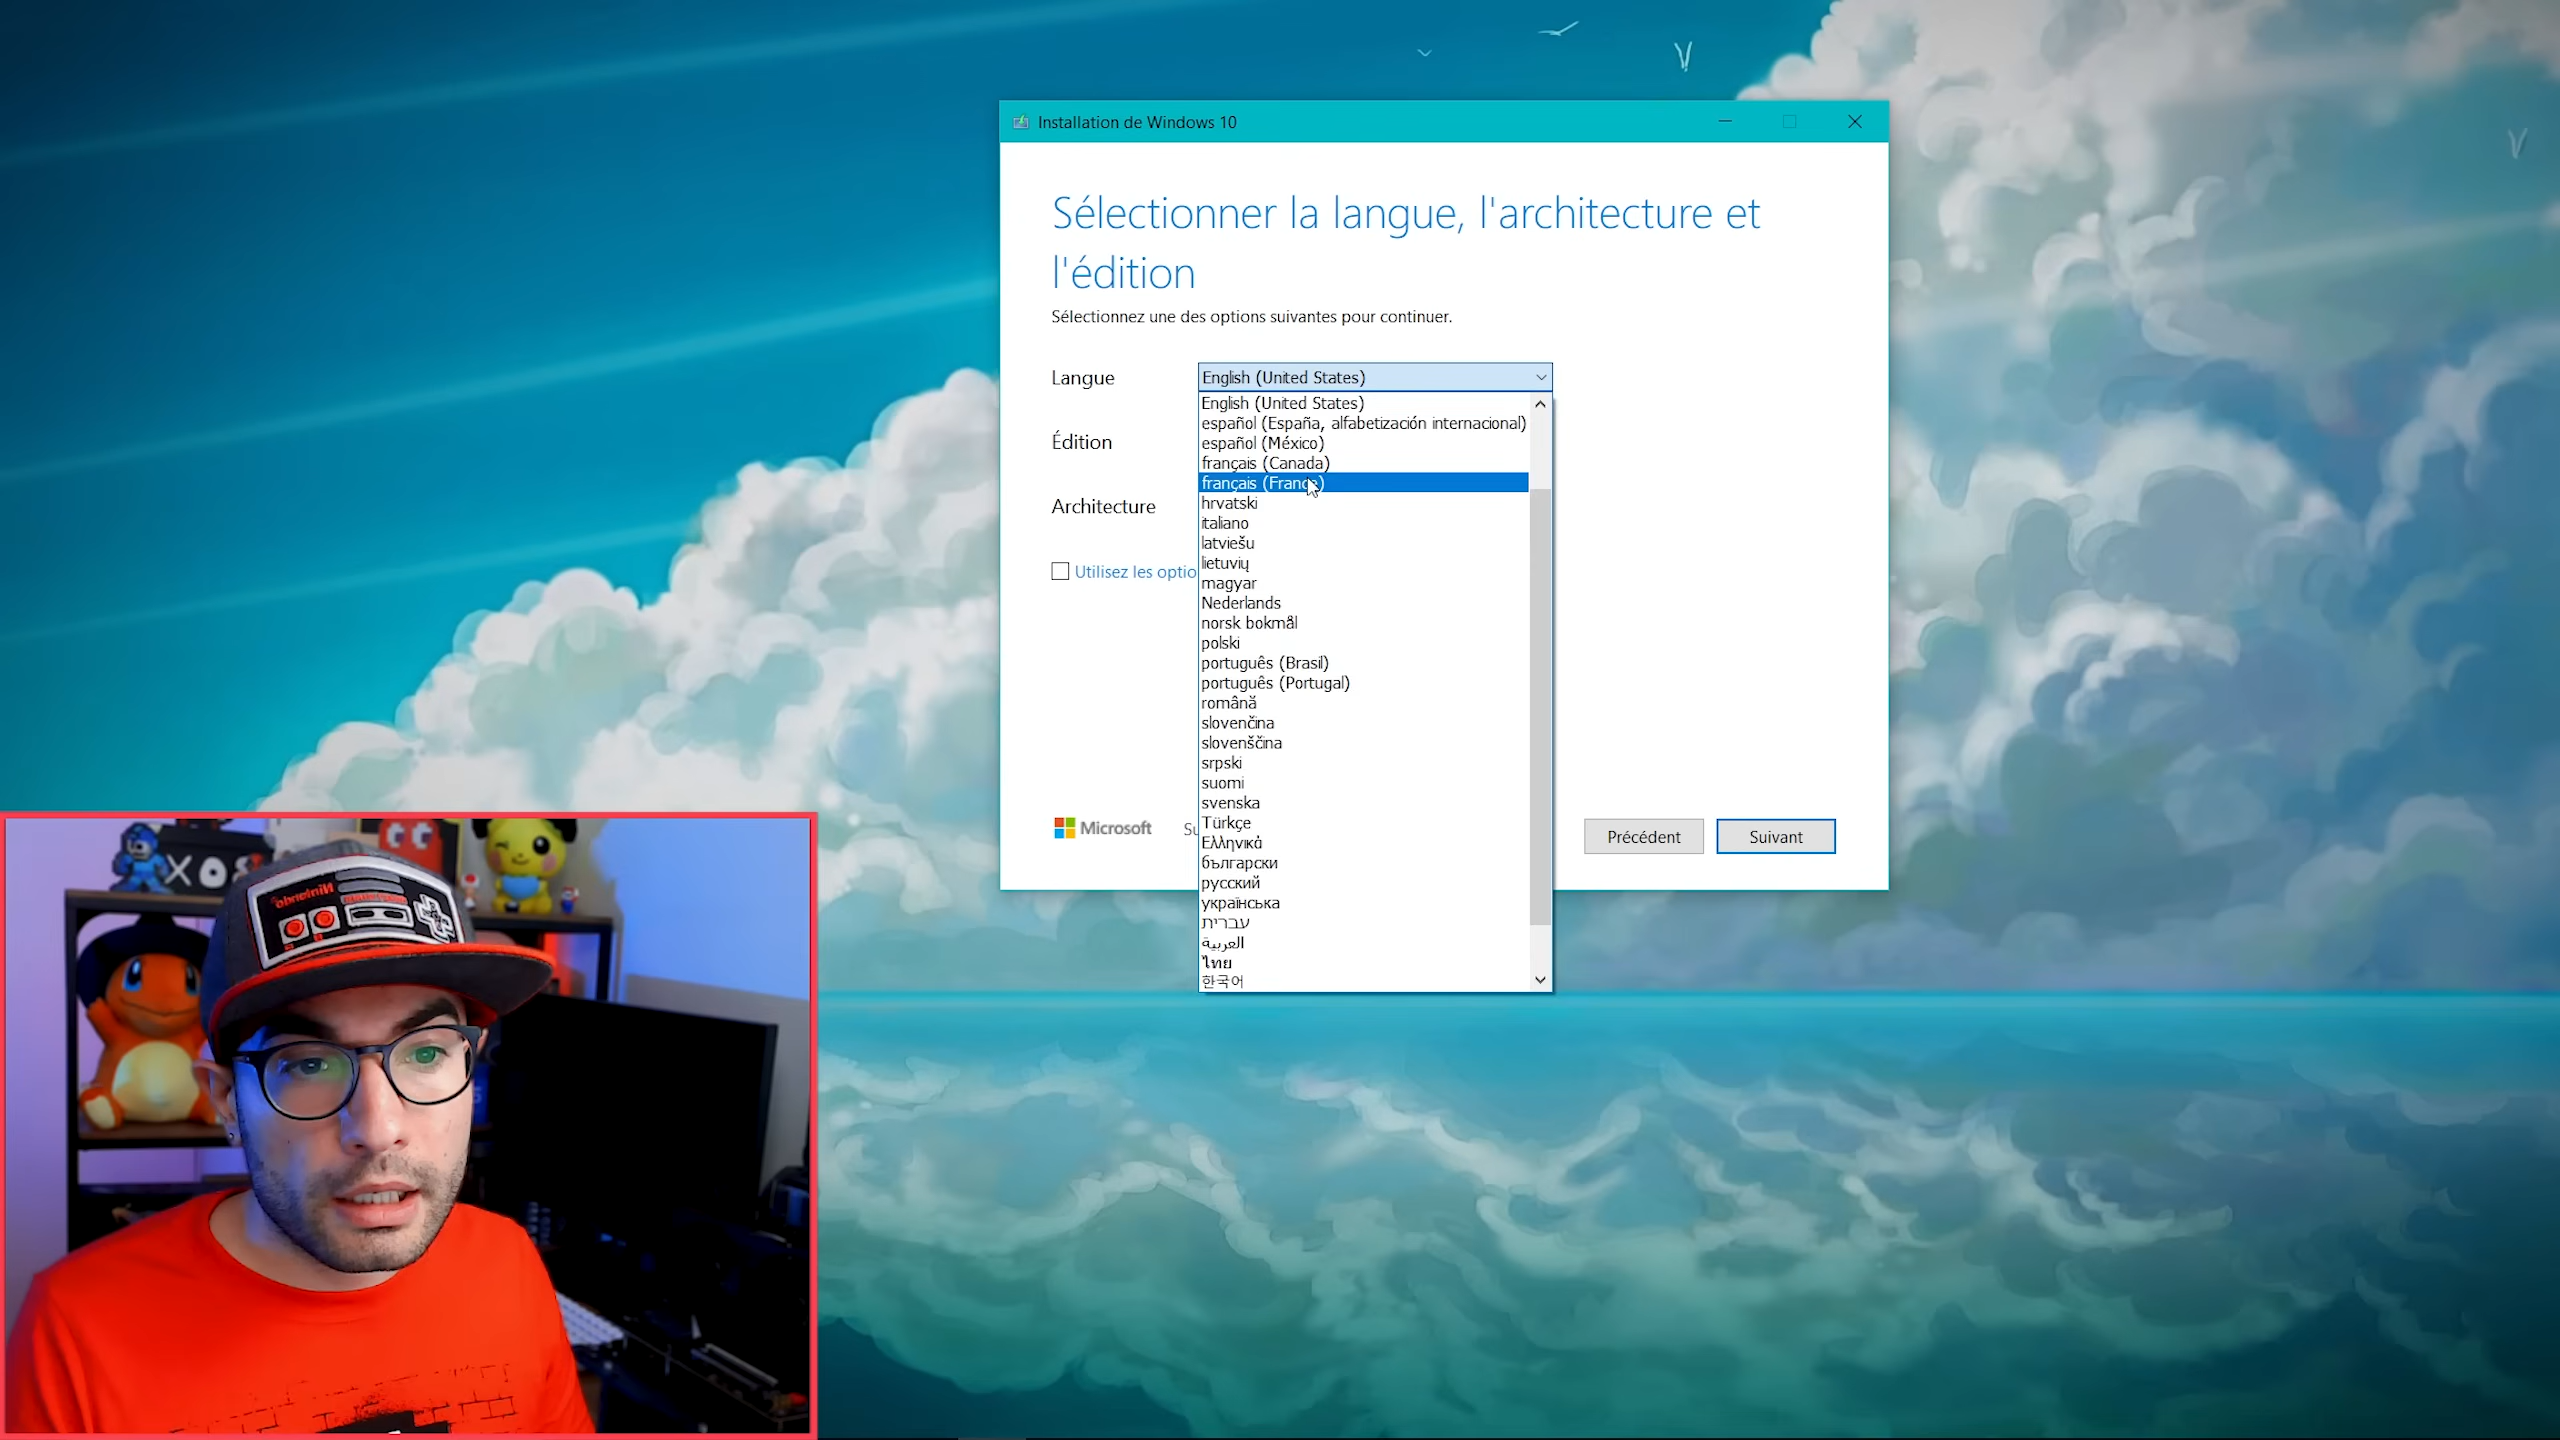 Installation de Windows 10
Sélectionner la langue, l'architecture et
l'édition
Sélectionnez une des options suivantes pour continuer.
Langue
English (United States)
English (United States)
español (España, alfabetización internacional)
español (México)
français (Canada)
français (France)
hrvatski
italiano
latviešu
lietuvių
magyar
Nederlands
norsk bokmål
polski
português (Brasil)
português (Portugal)
română
slovenčina
slovenščina
srpski
suomi
svenska
Türkçe
Ελληνικά
български
русский
українська
עברית
العربية
ไทย
한국어
Édition
Architecture
Utilisez les optio
Microsoft
Su
Précédent
Suivant
Nintendo